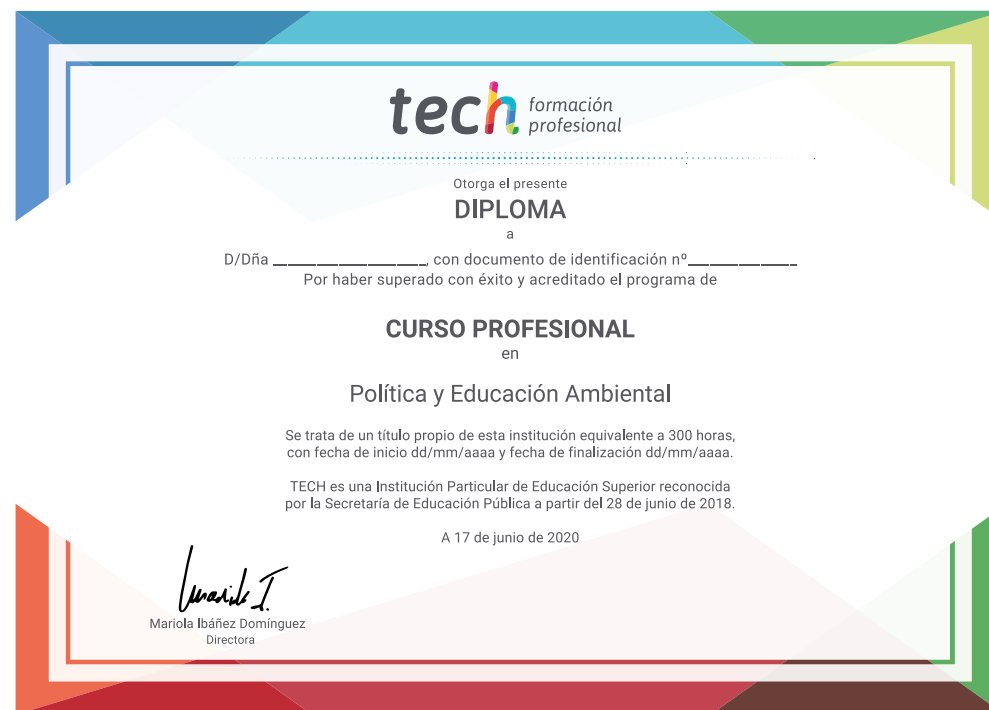 tech formación
profesional
Otorga el presente
DIPLOMA
a
D/Dña ____________________, con documento de identificación nº______________
Por haber superado con éxito y acreditado el programa de
CURSO PROFESIONAL
en
Política y Educación Ambiental
Se trata de un título propio de esta institución equivalente a 300 horas,
con fecha de inicio dd/mm/aaaa y fecha de finalización dd/mm/aaaa.
TECH es una Institución Particular de Educación Superior reconocida
por la Secretaría de Educación Pública a partir del 28 de junio de 2018.
A 17 de junio de 2020
Mariola Ibáñez Domínguez
Directora